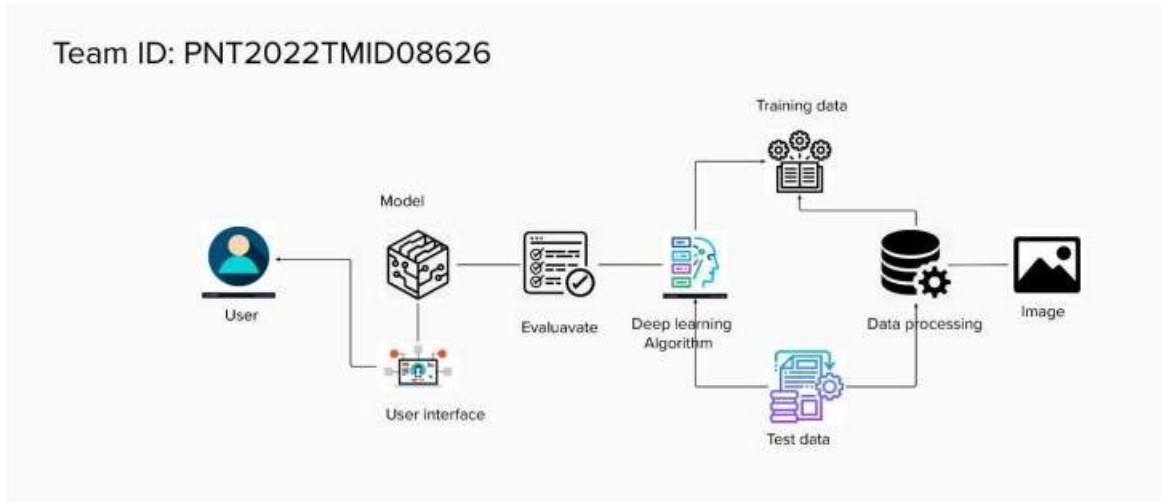 Team ID: PNT2022TMID08626
Training data
Model
User
Evaluavate
Deep learning
Algorithm
Data processing
Image
User interface
Test data